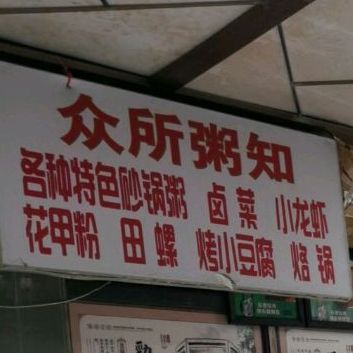 众所粥知
各种特色砂锅粥 卤菜 小龙虾
花甲粉 田螺 烤小豆腐 烙锅